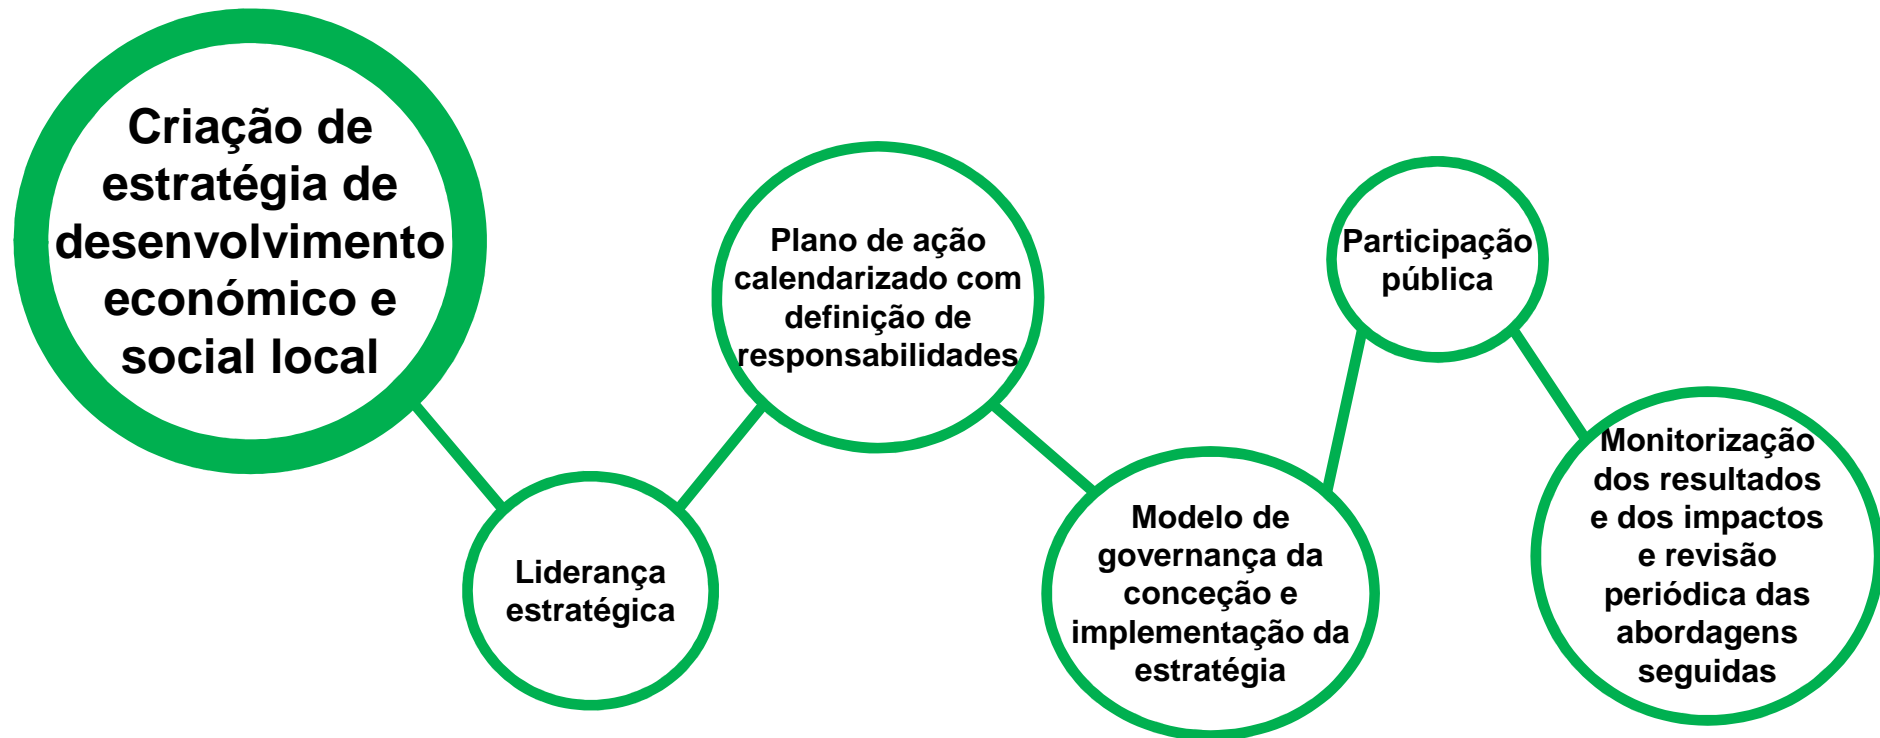 Criação de
estratégia de
desenvolvimento
económico e
social local
Liderança
estratégica
Plano de ação
calendarizado com
definição de
responsabilidades
Modelo de
governança da
conceção e
implementação da
estratégia
Participação
pública
Monitorização
dos resultados
e dos impactos
e revisão
periódica das
abordagens
seguidas